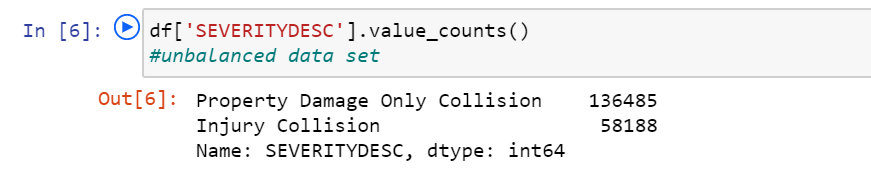 In [6]: df['SEVERITYDESC'].value_counts()
#unbalanced data set
Out[6]: Property Damage Only Collision    136485
Injury Collision                   58188
Name: SEVERITYDESC, dtype: int64